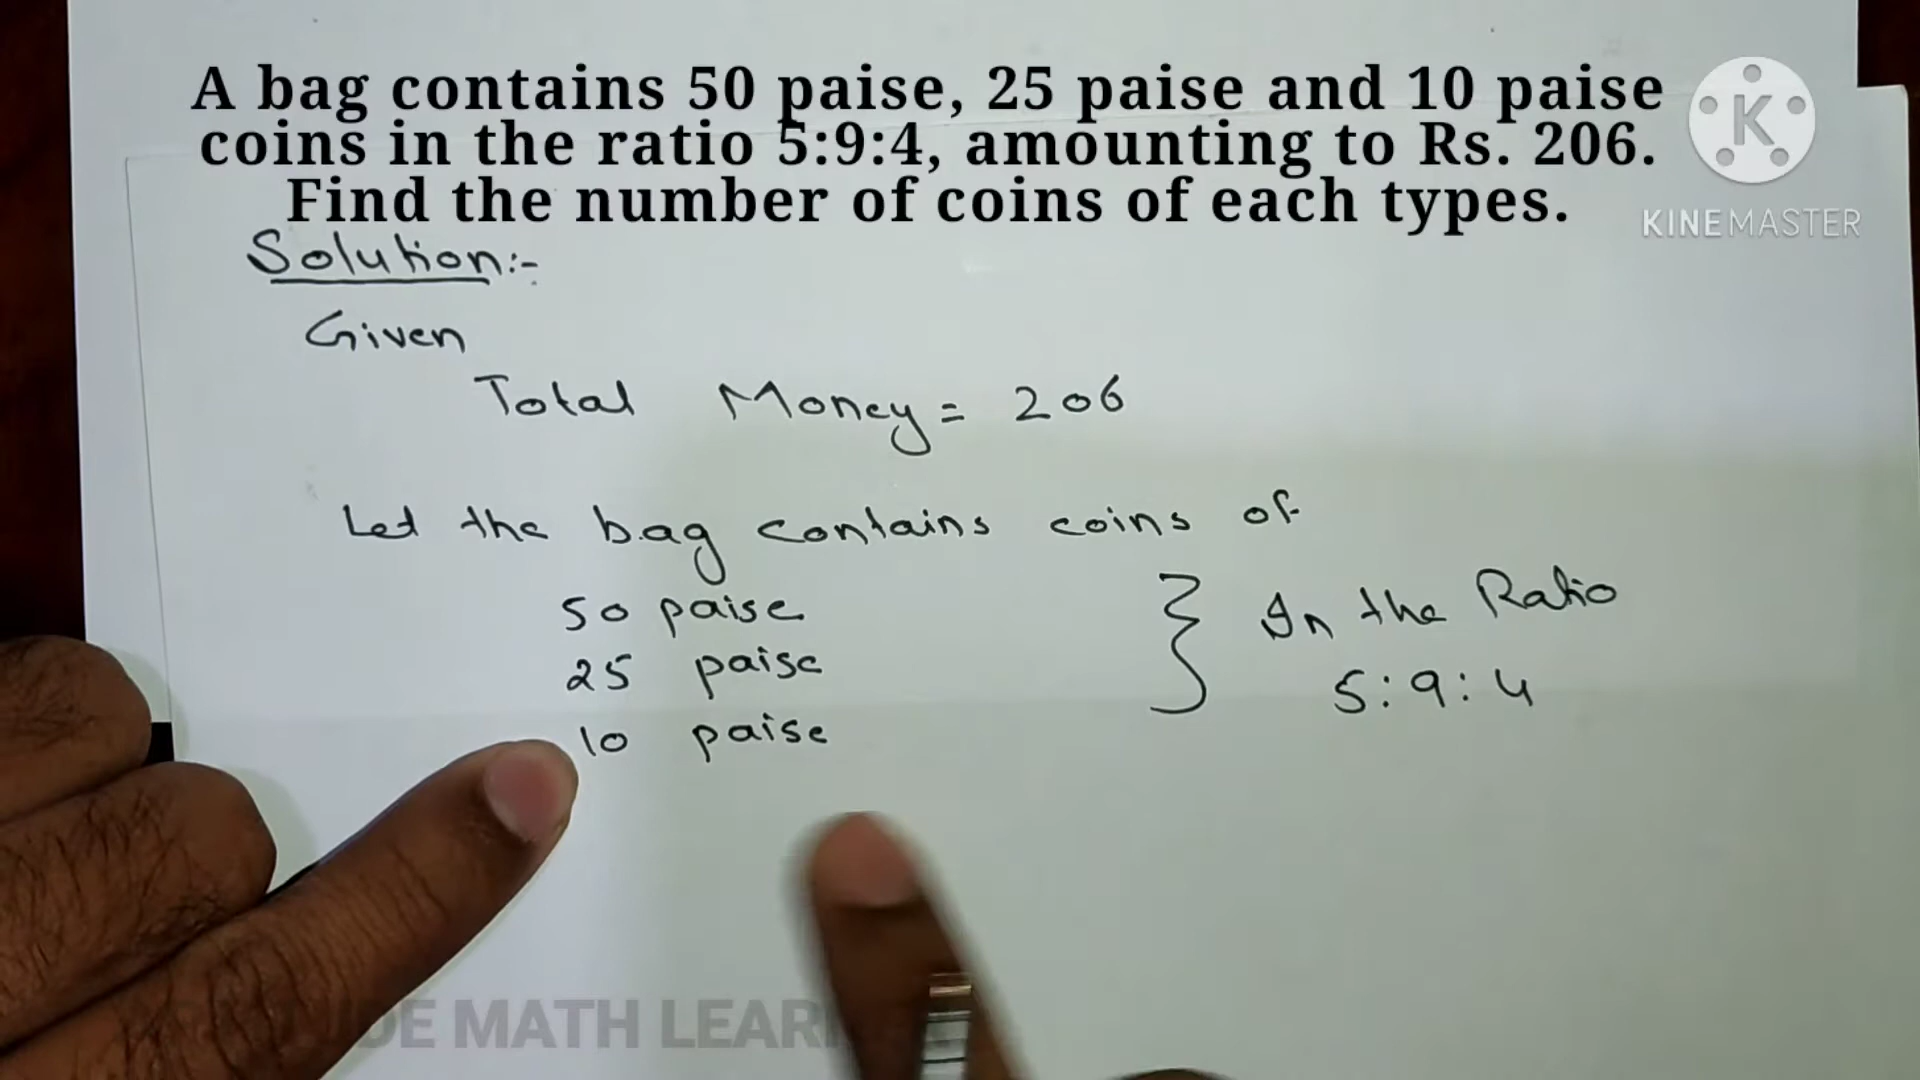 A bag contains 50 paise, 25 paise and 10 paise
coins in the ratio 5:9:4, amounting to Rs. 206.
Find the number of coins of each types.
K
KINEMASTER
Solution:-
Given
Total Money = 206
Let the bag contains coins of
50 paise
25 paise
10 paise
} In the Ratio
5:9:4
MATH